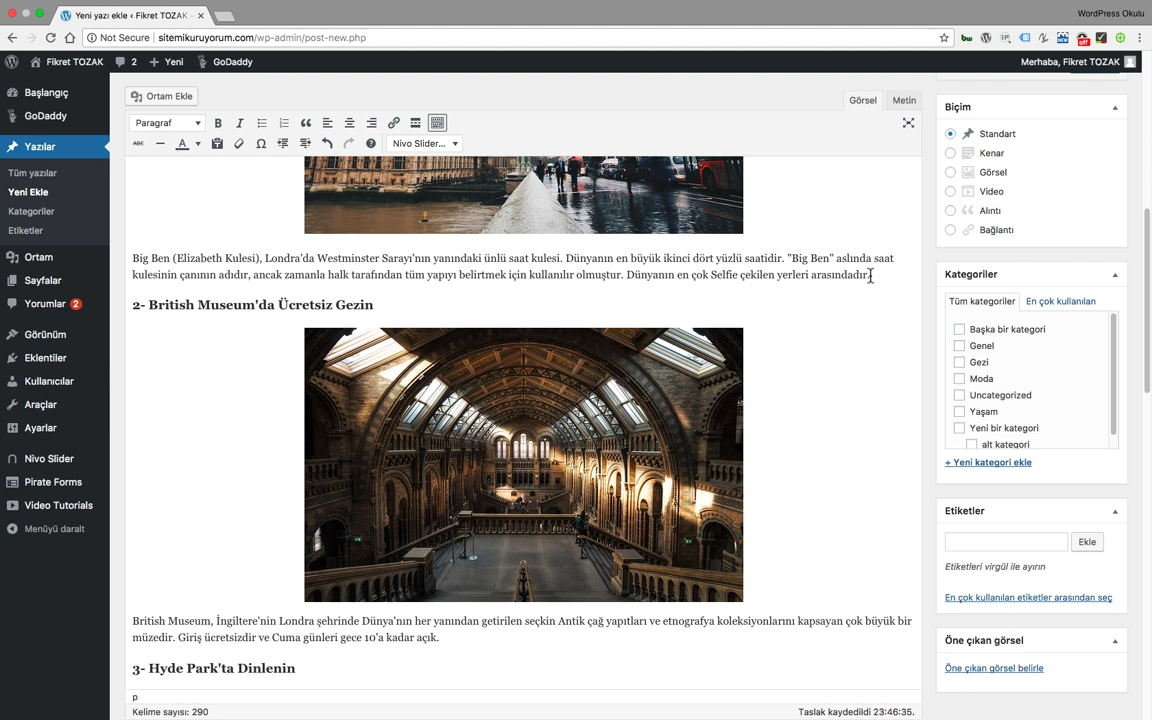 Yeni yazı ekle ‹ Fikret TOZAK -
WordPress Okulu
Not Secure
sitemikuruyorum.com/wp-admin/post-new.php
Fikret TOZAK
2
Yeni
GoDaddy
Merhaba, Fikret TOZAK
Başlangıç
GoDaddy
Yazılar
Tüm yazılar
Yeni Ekle
Kategoriler
Etiketler
Ortam
Sayfalar
Yorumlar 2
Görünüm
Eklentiler
Kullanıcılar
Araçlar
Ayarlar
Nivo Slider
Pirate Forms
Video Tutorials
Menüyü daralt
Ortam Ekle
Görsel
Metin
Paragraf
Nivo Slider...
Big Ben (Elizabeth Kulesi), Londra'da Westminster Sarayı'nın yanındaki ünlü saat kulesi. Dünyanın en büyük ikinci dört yüzlü saatidir. "Big Ben" aslında saat
kulesinin çanının adıdır, ancak zamanla halk tarafından tüm yapıyı belirtmek için kullanılır olmuştur. Dünyanın en çok Selfie çekilen yerleri arasındadır.
2- British Museum'da Ücretsiz Gezin
British Museum, İngiltere'nin Londra şehrinde Dünya'nın her yanından getirilen seçkin Antik çağ yapıtları ve etnografya koleksiyonlarını kapsayan çok büyük bir
müzedir. Giriş ücretsizdir ve Cuma günleri gece 10'a kadar açık.
3- Hyde Park'ta Dinlenin
p
Kelime sayısı: 290
Taslak kaydedildi 23:46:35.
Biçim
Standart
Kenar
Görsel
Video
Alıntı
Bağlantı
Kategoriler
Tüm kategoriler
En çok kullanılan
Başka bir kategori
Genel
Gezi
Moda
Uncategorized
Yaşam
Yeni bir kategori
alt kategori
+ Yeni kategori ekle
Etiketler
Ekle
Etiketleri virgül ile ayırın
En çok kullanılan etiketler arasından seç
Öne çıkan görsel
Öne çıkan görsel belirle